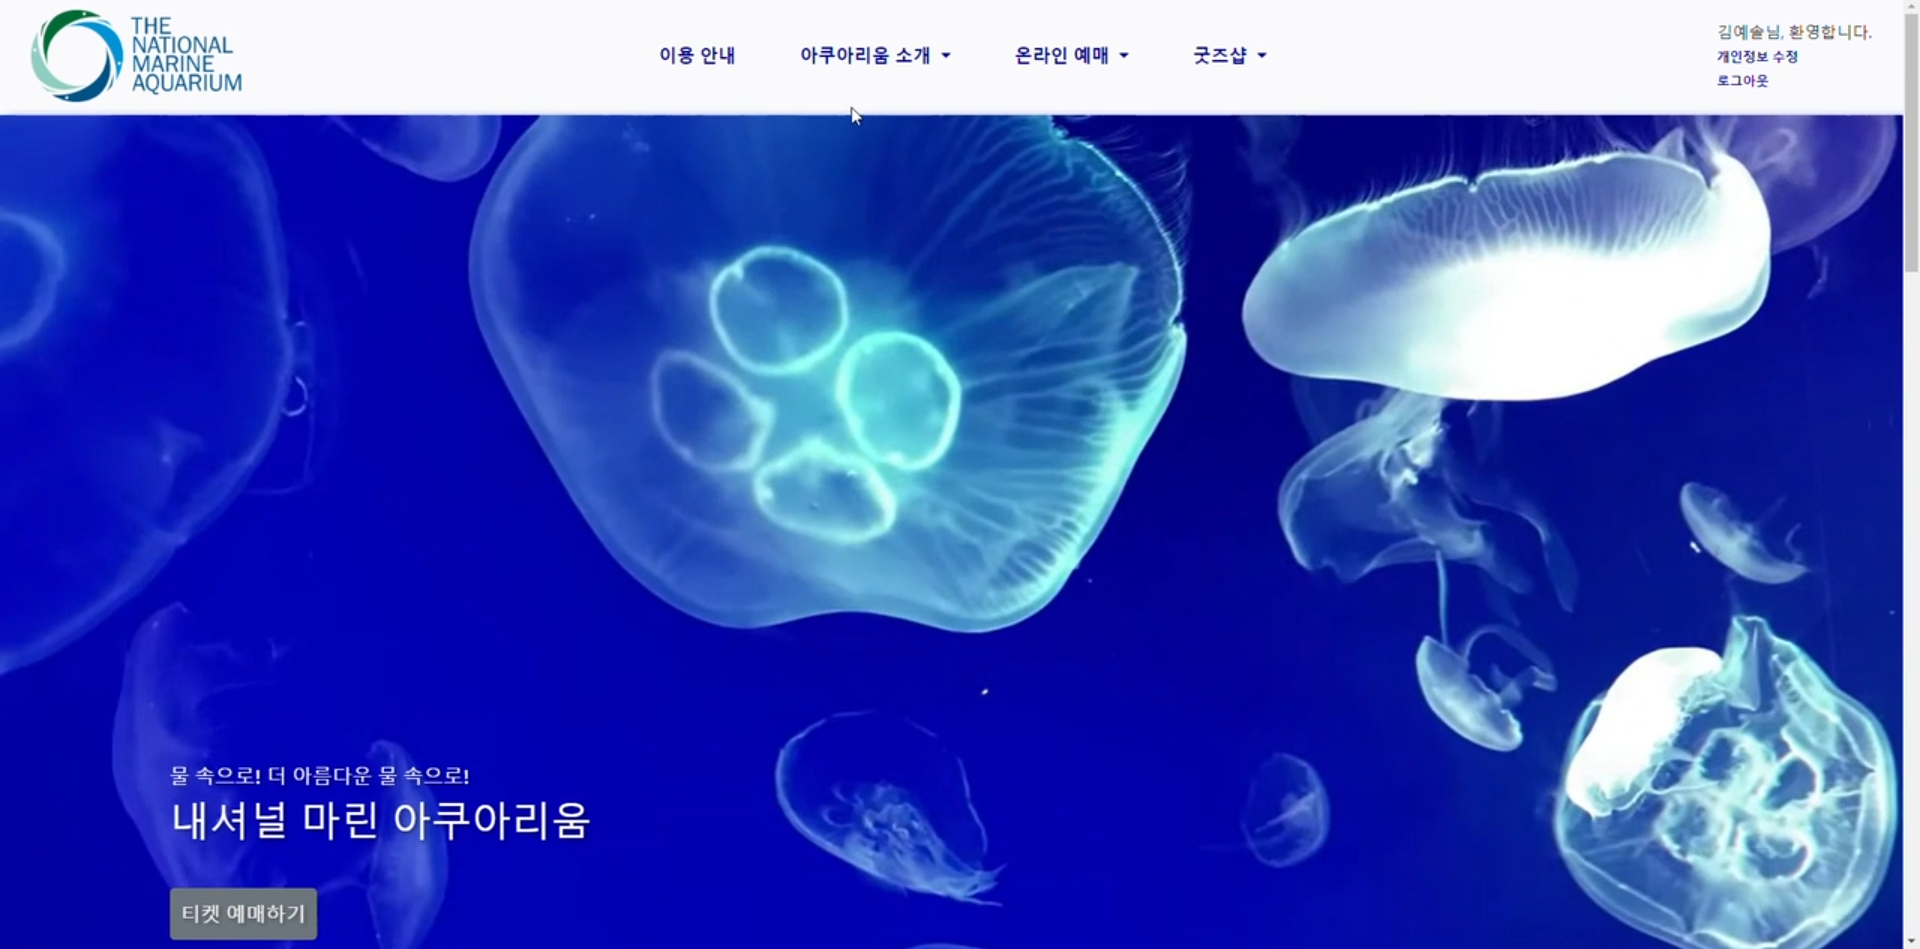 THE
NATIONAL
MARINE
AQUARIUM
이용 안내
아쿠아리움 소개
온라인 예매
굿즈샵
김예솔님, 환영합니다.
개인정보 수정
로그아웃
물 속으로! 더 아름다운 물 속으로!
내셔널 마린 아쿠아리움
티켓 예매하기